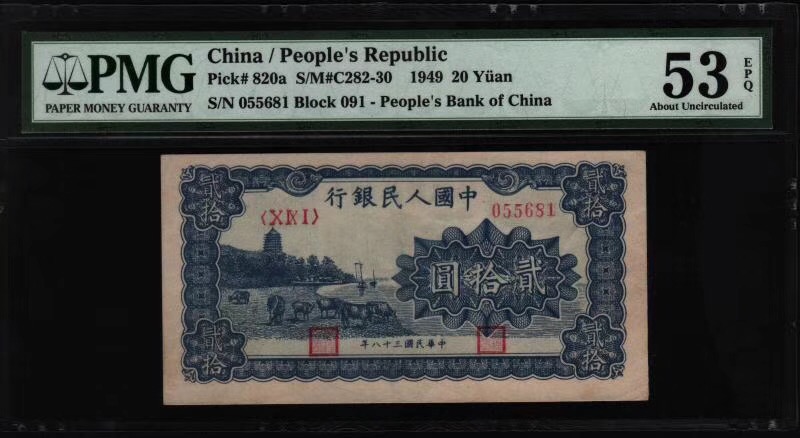 PMG
PAPER MONEY GUARANTY
China / People's Republic
Pick# 820a S/M#C282-30 1949 20 Yüan
S/N 055681 Block 091 - People's Bank of China
53
EPQ
About Uncirculated
貳拾
貳拾
行銀民人國中
055681
圓拾貳
年八十三國民華中
貳拾
貳拾